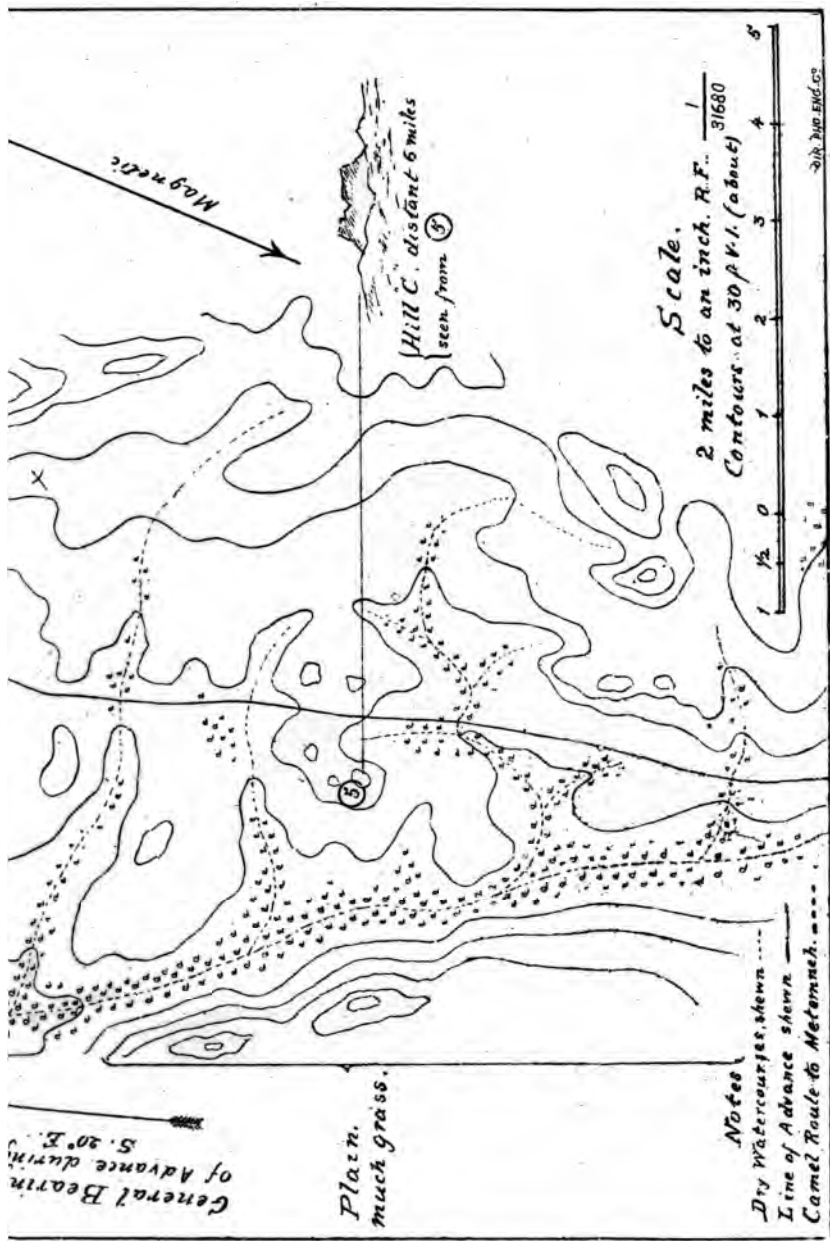 Magnetic
Hill C. distant 6 miles
seen from ⑤
Scale.
2 miles to an inch. R.F. 1/31680
Contours at 30 ft V.I. (about)
1 ½ 0 1 2 3 4 5
5
General Bearin
of Advance durin
S. 20° E.
Plain.
much grass.
Notes
Dry Watercourses, shewn ....
Line of Advance shewn ——
Camel Route to Metemneh. ----
X